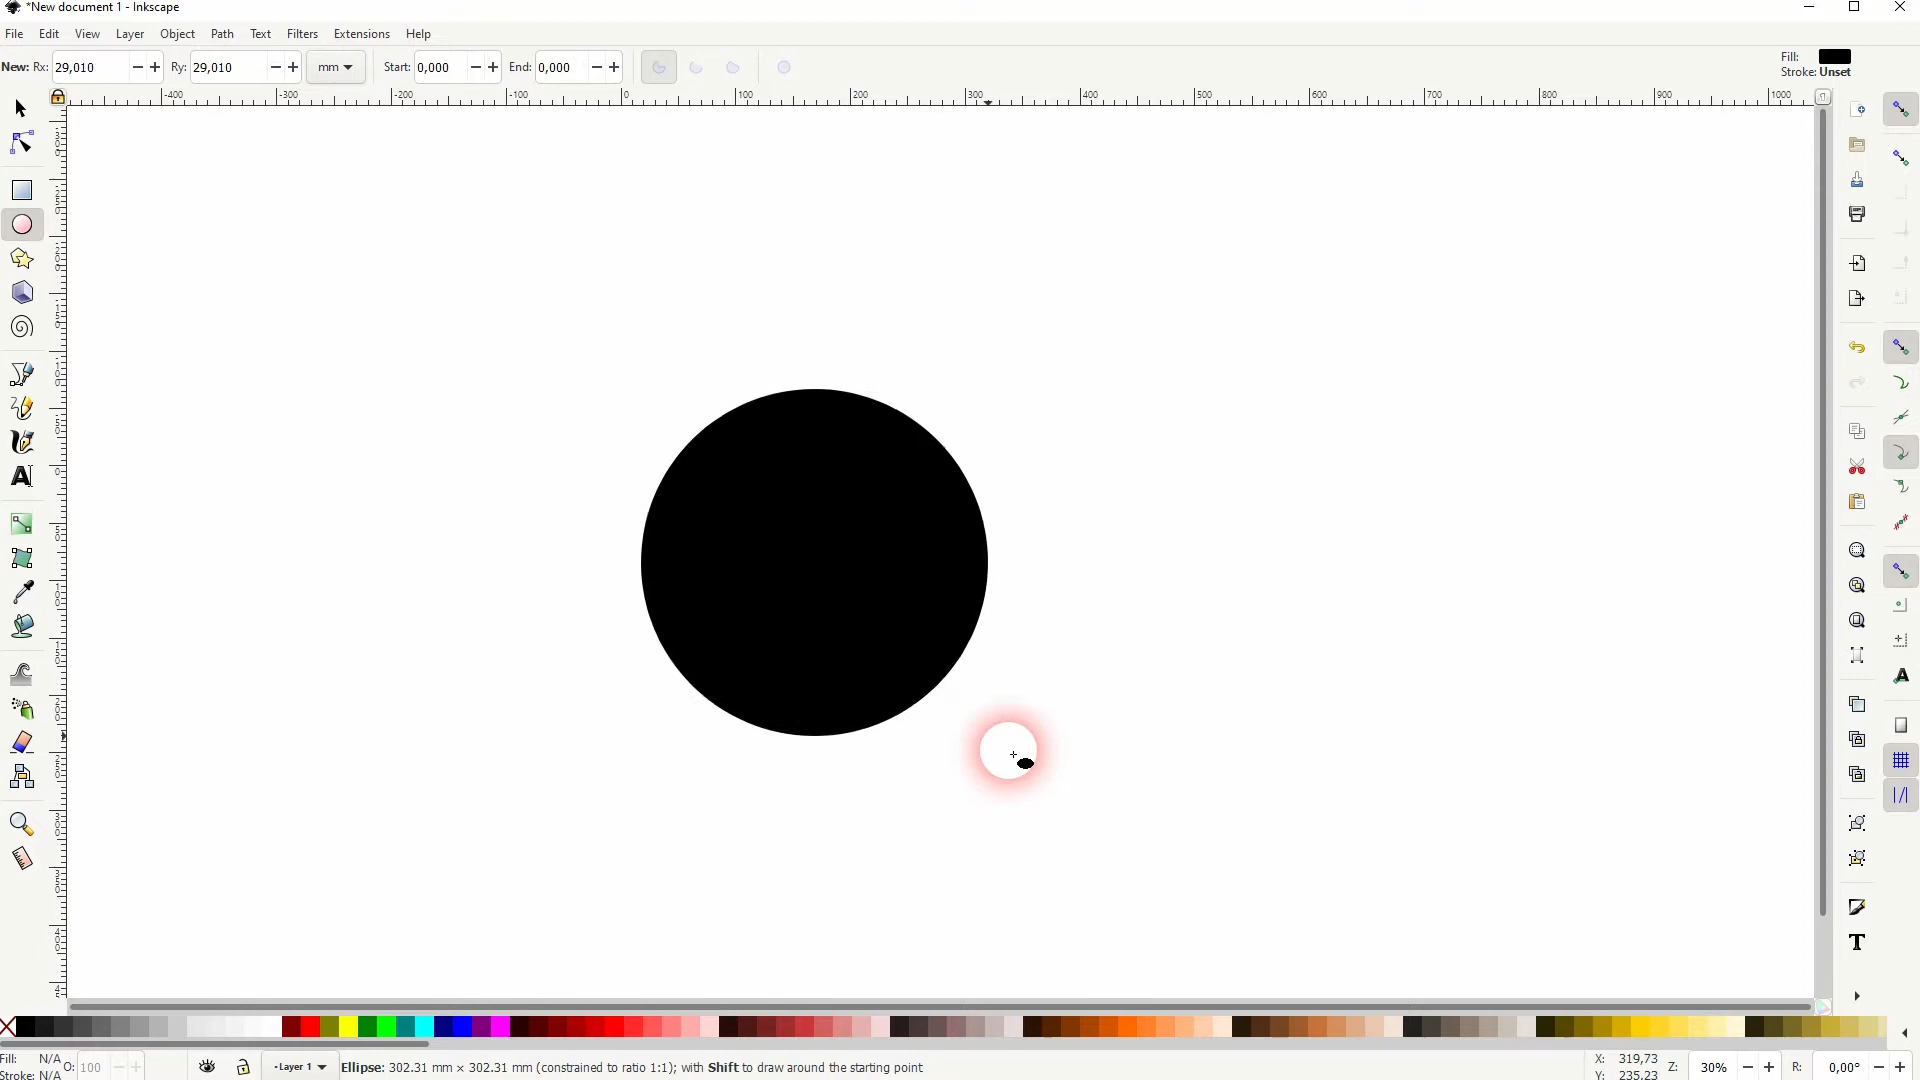 *New document 1 - Inkscape
File Edit View Layer Object Path Text Filters Extensions Help
New: Rx: 29,010 Ry: 29,010 mm Start: 0,000 End: 0,000
Fill:
Stroke: Unset
-400 -300 -200 -100 0 100 200 300 400 500 600 700 800 900 1000
Fill: N/A O: 100
Stroke: N/A
Layer 1 Ellipse: 302.31 mm × 302.31 mm (constrained to ratio 1:1); with Shift to draw around the starting point
X: 319,73
Y: 235,23
Z: 30% R: 0,00°